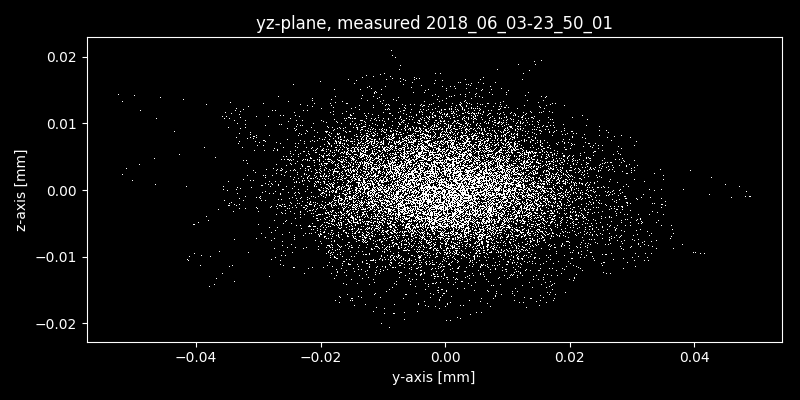 yz-plane, measured 2018_06_03-23_50_01
0.02
0.01
0.00
−0.01
−0.02
z-axis [mm]
−0.04 −0.02 0.00 0.02 0.04
y-axis [mm]